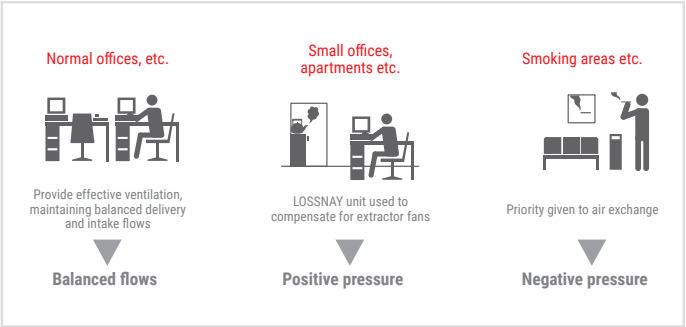 Normal offices, etc.
Provide effective ventilation,
maintaining balanced delivery
and intake flows
Balanced flows
Small offices,
apartments etc.
LOSSNAY unit used to
compensate for extractor fans
Positive pressure
Smoking areas etc.
Priority given to air exchange
Negative pressure